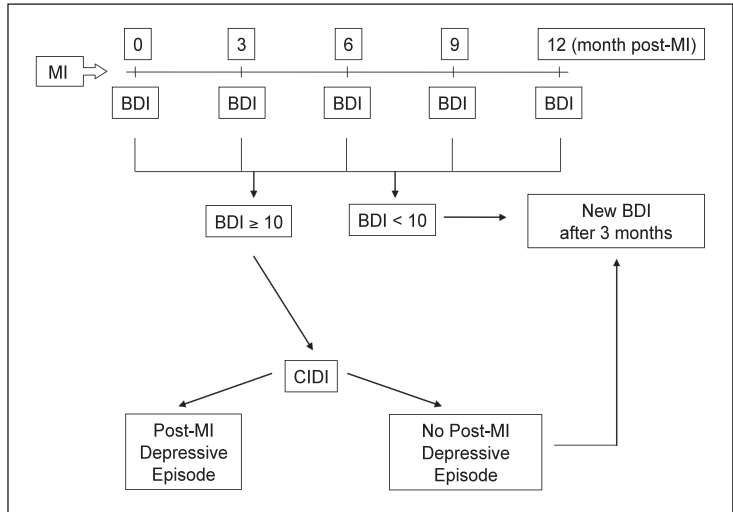 0
3
6
9
12 (month post-MI)
MI
BDI
BDI
BDI
BDI
BDI
BDI ≥ 10
BDI < 10
New BDI
after 3 months
CIDI
Post-MI
Depressive
Episode
No Post-MI
Depressive
Episode